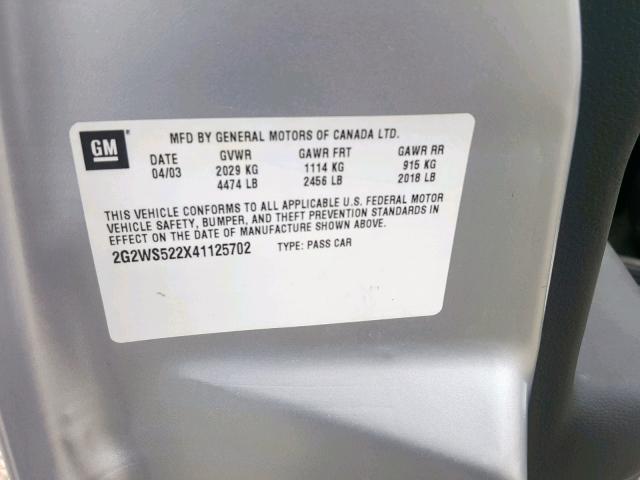 GM
MFD BY GENERAL MOTORS OF CANADA LTD.
DATE GVWR GAWR FRT GAWR RR
04/03 2029 KG 1114 KG 915 KG
4474 LB 2456 LB 2018 LB
THIS VEHICLE CONFORMS TO ALL APPLICABLE U.S. FEDERAL MOTOR
VEHICLE SAFETY, BUMPER, AND THEFT PREVENTION STANDARDS IN
EFFECT ON THE DATE OF MANUFACTURE SHOWN ABOVE.
2G2WS522X41125702 TYPE: PASS CAR